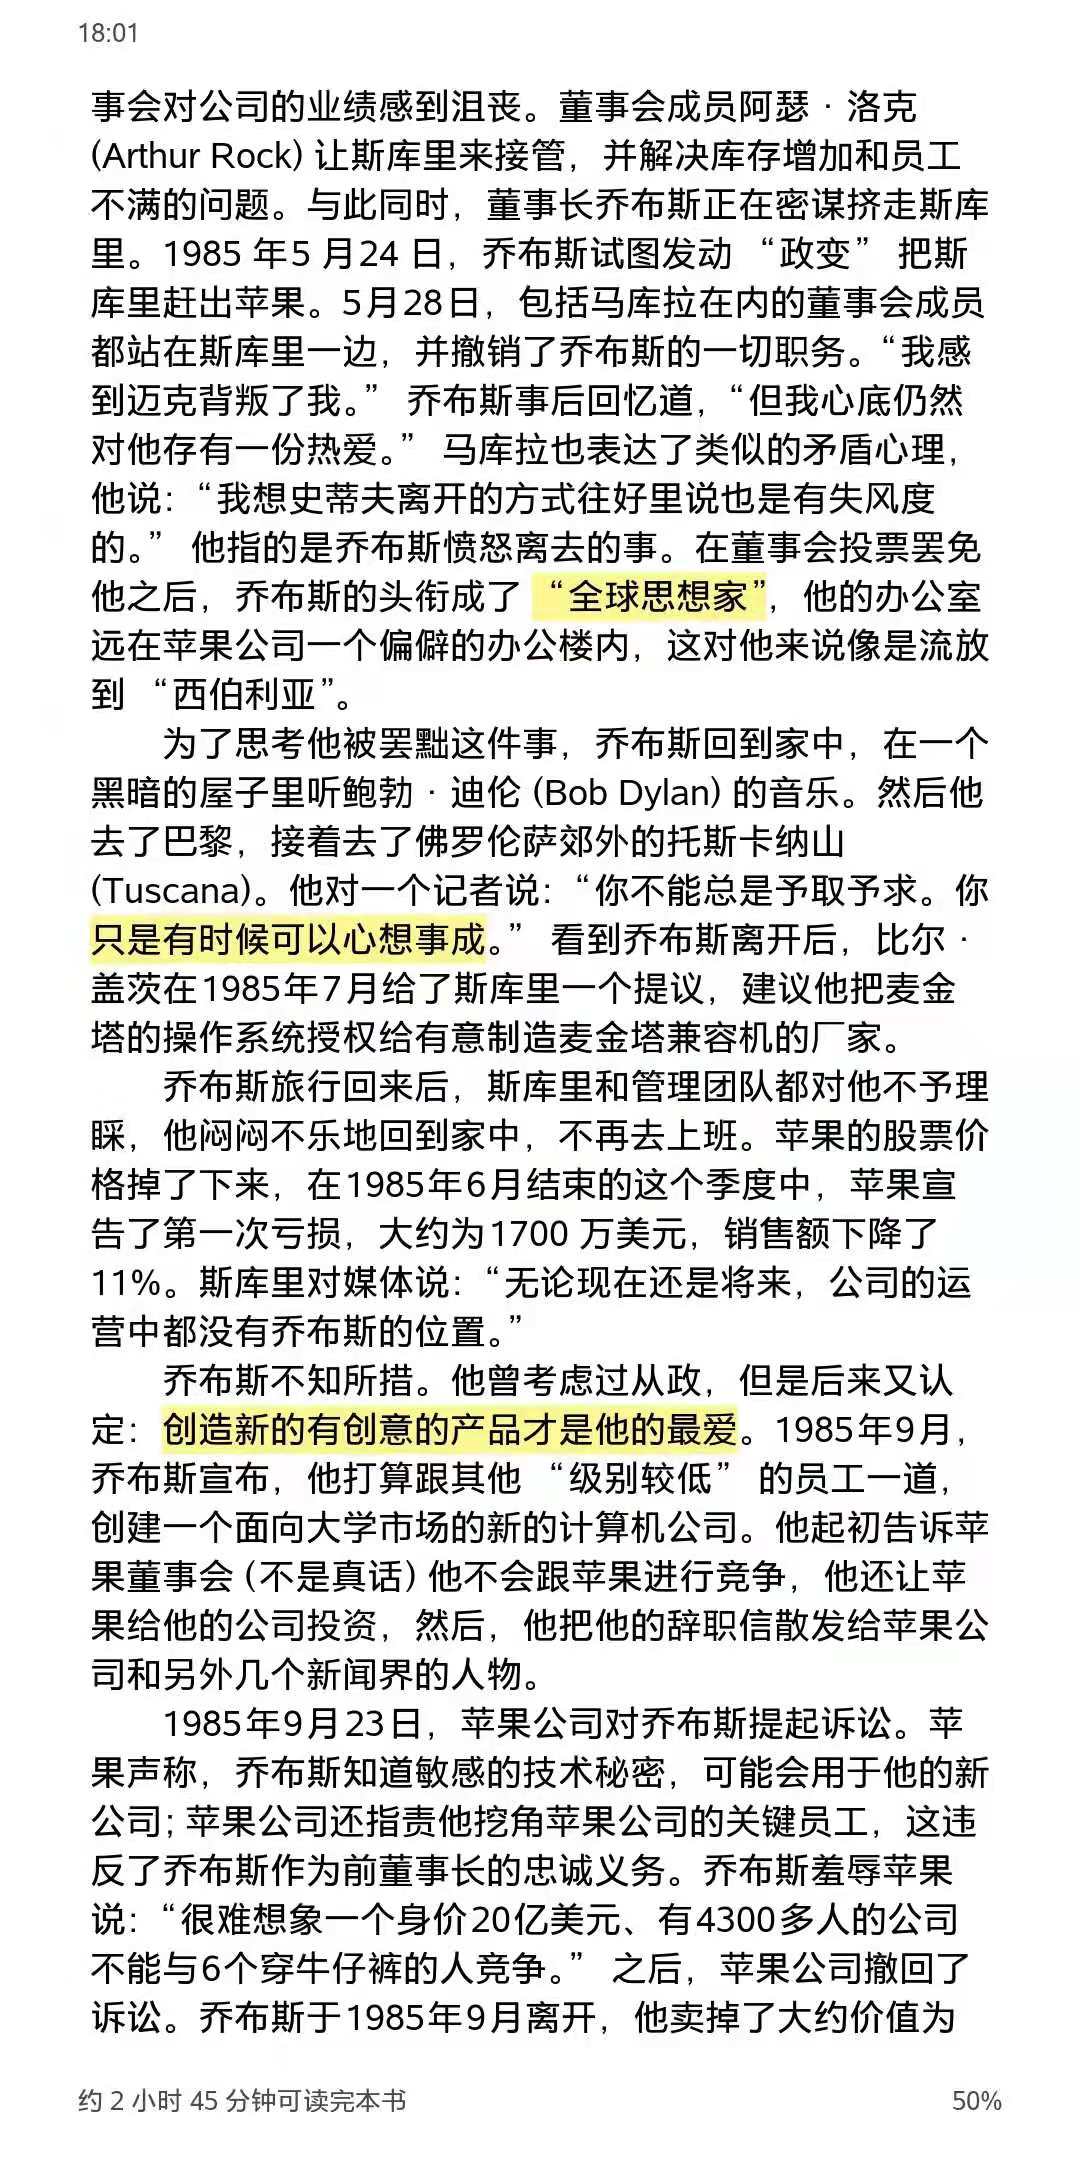 18:01
事会对公司的业绩感到沮丧。董事会成员阿瑟·洛克
(Arthur Rock) 让斯库里来接管，并解决库存增加和员工
不满的问题。与此同时，董事长乔布斯正在密谋挤走斯库
里。1985 年5 月24 日，乔布斯试图发动 “政变” 把斯
库里赶出苹果。5月28日，包括马库拉在内的董事会成员
都站在斯库里一边，并撤销了乔布斯的一切职务。“我感
到迈克背叛了我。” 乔布斯事后回忆道，“但我心底仍然
对他存有一份热爱。” 马库拉也表达了类似的矛盾心理，
他说：“我想史蒂夫离开的方式往好里说也是有失风度
的。” 他指的是乔布斯愤怒离去的事。在董事会投票罢免
他之后，乔布斯的头衔成了 “全球思想家”，他的办公室
远在苹果公司一个偏僻的办公楼内，这对他来说像是流放
到 “西伯利亚”。
为了思考他被罢黜这件事，乔布斯回到家中，在一个
黑暗的屋子里听鲍勃·迪伦 (Bob Dylan) 的音乐。然后他
去了巴黎，接着去了佛罗伦萨郊外的托斯卡纳山
(Tuscana)。他对一个记者说：“你不能总是予取予求。你
只是有时候可以心想事成。” 看到乔布斯离开后，比尔·
盖茨在1985年7月给了斯库里一个提议，建议他把麦金
塔的操作系统授权给有意制造麦金塔兼容机的厂家。
乔布斯旅行回来后，斯库里和管理团队都对他不予理
睬，他闷闷不乐地回到家中，不再去上班。苹果的股票价
格掉了下来，在1985年6月结束的这个季度中，苹果宣
告了第一次亏损，大约为1700 万美元，销售额下降了
11%。斯库里对媒体说：“无论现在还是将来，公司的运
营中都没有乔布斯的位置。”
乔布斯不知所措。他曾考虑过从政，但是后来又认
定：创造新的有创意的产品才是他的最爱。1985年9月，
乔布斯宣布，他打算跟其他 “级别较低” 的员工一道，
创建一个面向大学市场的新的计算机公司。他起初告诉苹
果董事会 (不是真话) 他不会跟苹果进行竞争，他还让苹
果给他的公司投资，然后，他把他的辞职信散发给苹果公
司和另外几个新闻界的人物。
1985年9月23日，苹果公司对乔布斯提起诉讼。苹
果声称，乔布斯知道敏感的技术秘密，可能会用于他的新
公司; 苹果公司还指责他挖角苹果公司的关键员工，这违
反了乔布斯作为前董事长的忠诚义务。乔布斯羞辱苹果
说：“很难想象一个身价20亿美元、有4300多人的公司
不能与6个穿牛仔裤的人竞争。” 之后，苹果公司撤回了
诉讼。乔布斯于1985年9月离开，他卖掉了大约价值为
约 2 小时 45 分钟可读完本书
50%